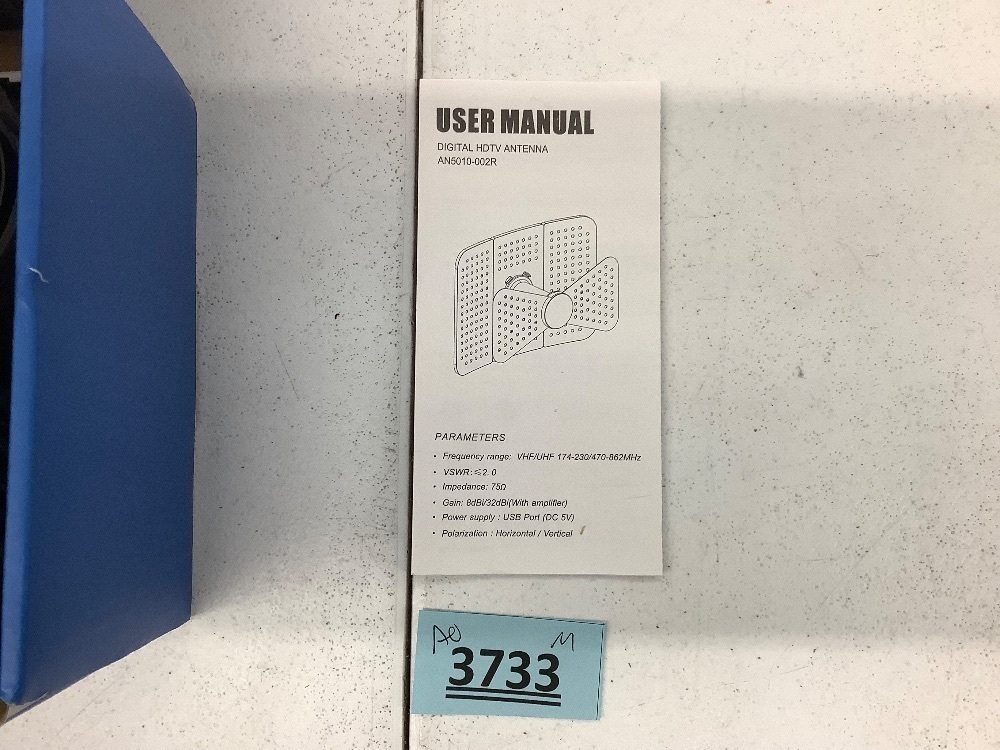 USER MANUAL
DIGITAL HDTV ANTENNA
AN5010-002R
PARAMETERS
• Frequency range: VHF/UHF 174-230/470-862MHz
• VSWR:≤2.0
• Impedance: 75Ω
• Gain: 8dBi/32dBi(With amplifier)
• Power supply : USB Port (DC 5V)
• Polarization : Horizontal / Vertical
M
3733